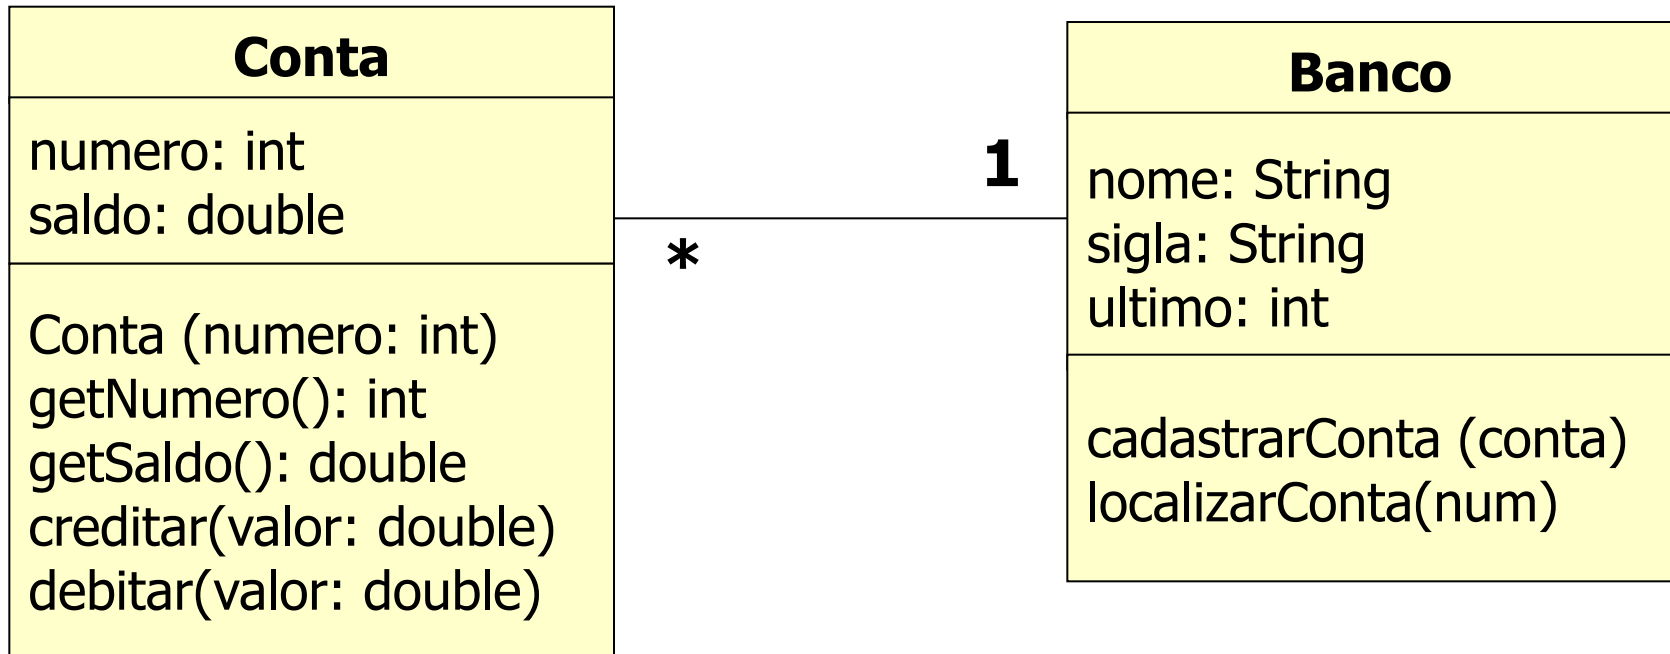 Conta
numero: int
saldo: double
Conta (numero: int)
getNumero(): int
getSaldo(): double
creditar(valor: double)
debitar(valor: double)
*
1
Banco
nome: String
sigla: String
ultimo: int
cadastrarConta (conta)
localizarConta(num)